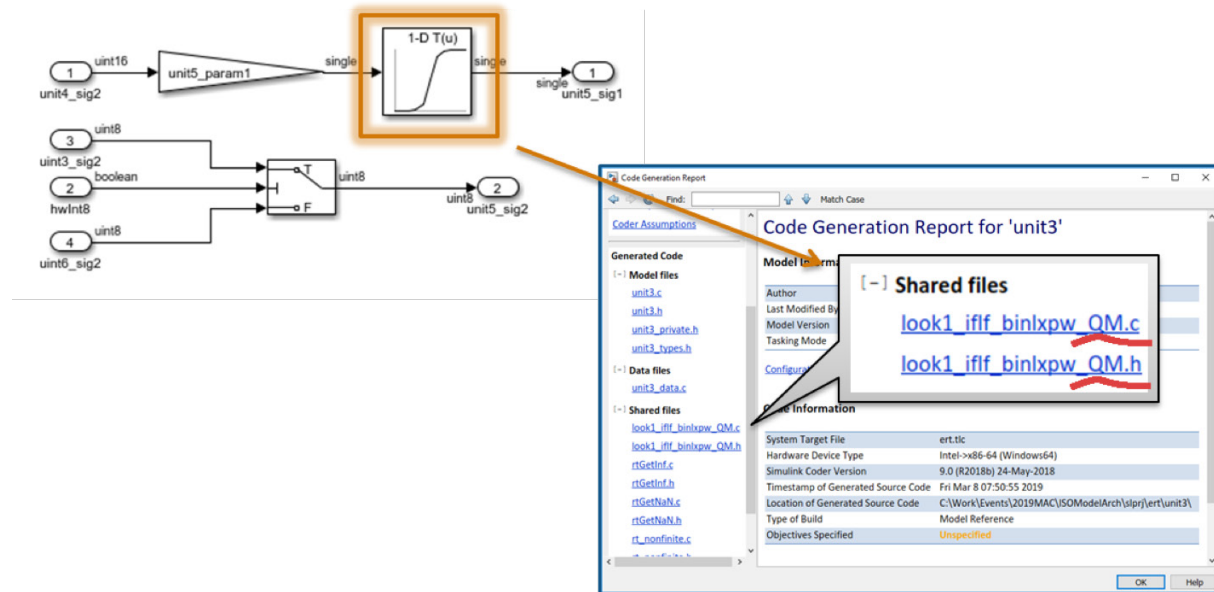 1-D T(u)
uint16
single
single
1
unit5_param1
1
unit4_sig2
single
unit5_sig1
uint8
3
uint3_sig2
T
boolean
uint8
2
2
hwInt8
uint8
unit5_sig2
F
uint8
4
uint6_sig2
Code Generation Report
Find:
Match Case
Coder Assumptions
Generated Code
[-] Model files
unit3.c
unit3.h
unit3_private.h
unit3_types.h
[-] Data files
unit3_data.c
[-] Shared files
look1_iflf_binlxpw_QM.c
look1_iflf_binlxpw_QM.h
rtGetInf.c
rtGetInf.h
rtGetNaN.c
rtGetNaN.h
rt_nonfinite.c
Code Generation Report for 'unit3'
Author
Last Modified By
Model Version
Tasking Mode
[-] Shared files
look1_iflf_binlxpw_QM.c
look1_iflf_binlxpw_QM.h
Information
System Target File ert.tlc
Hardware Device Type Intel->x86-64 (Windows64)
Simulink Coder Version 9.0 (R2018b) 24-May-2018
Timestamp of Generated Source Code Fri Mar 8 07:50:55 2019
Location of Generated Source Code C:\Work\Events\2019MAC\ISOModelArch\slprj\ert\unit3\
Type of Build Model Reference
Objectives Specified Unspecified
OK Help